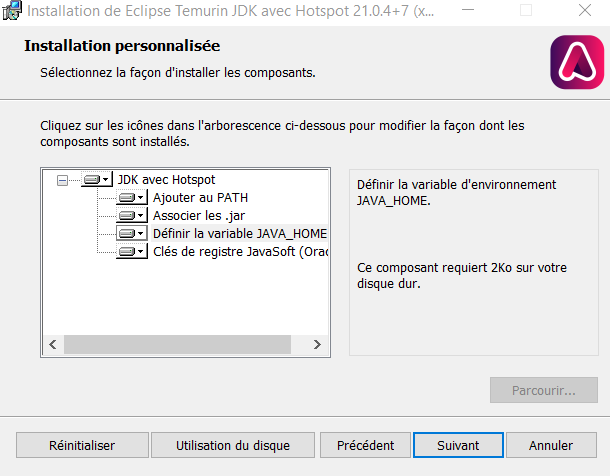 Installation de Eclipse Temurin JDK avec Hotspot 21.0.4+7 (x...
Installation personnalisée
Sélectionnez la façon d'installer les composants.
Cliquez sur les icônes dans l'arborescence ci-dessous pour modifier la façon dont les
composants sont installés.
JDK avec Hotspot
Ajouter au PATH
Associer les .jar
Définir la variable JAVA_HOME
Clés de registre JavaSoft (Orac
Définir la variable d'environnement
JAVA_HOME.
Ce composant requiert 2Ko sur votre
disque dur.
Parcourir...
Réinitialiser
Utilisation du disque
Précédent
Suivant
Annuler